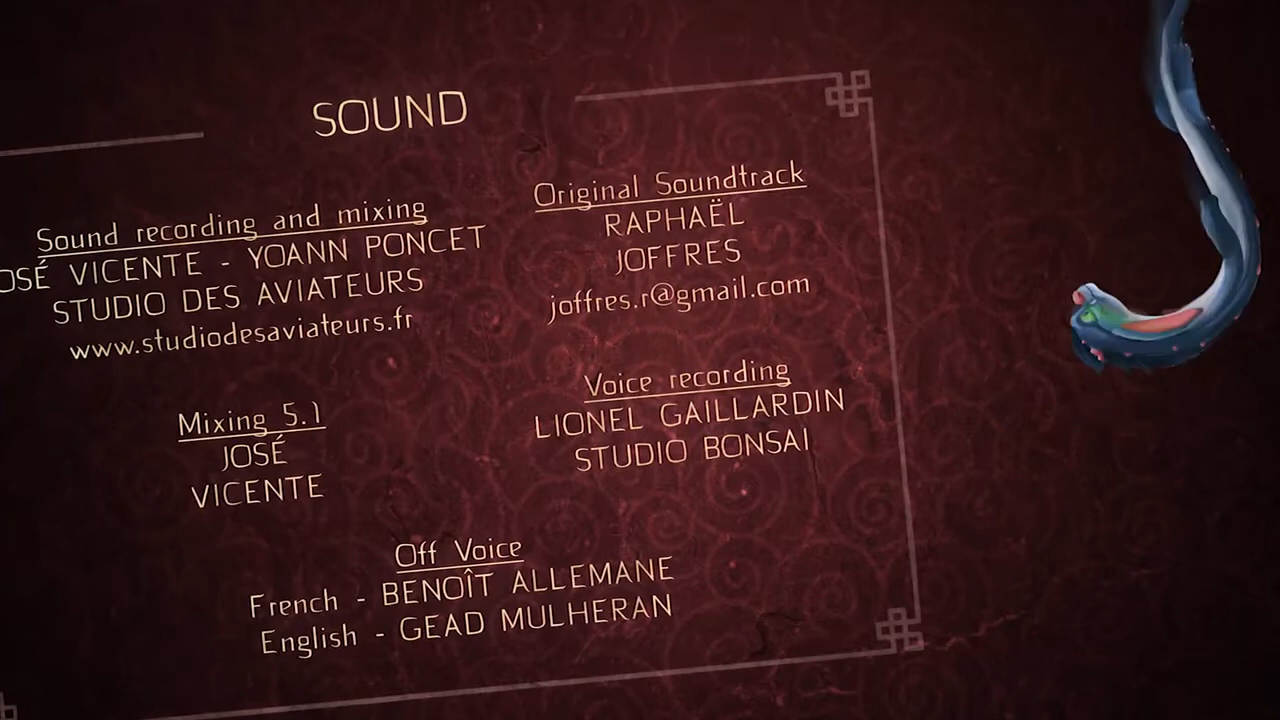 SOUND
Sound recording and mixing
OSÉ VICENTE - YOANN PONCET
STUDIO DES AVIATEURS
www.studiodesaviateurs.fr
Original Soundtrack
RAPHAËL
JOFFRES
joffres.r@gmail.com
Mixing 5.1
JOSÉ
VICENTE
Voice recording
LIONEL GAILLARDIN
STUDIO BONSAI
Off Voice
French - BENOÎT ALLEMANE
English - GEAD MULHERAN